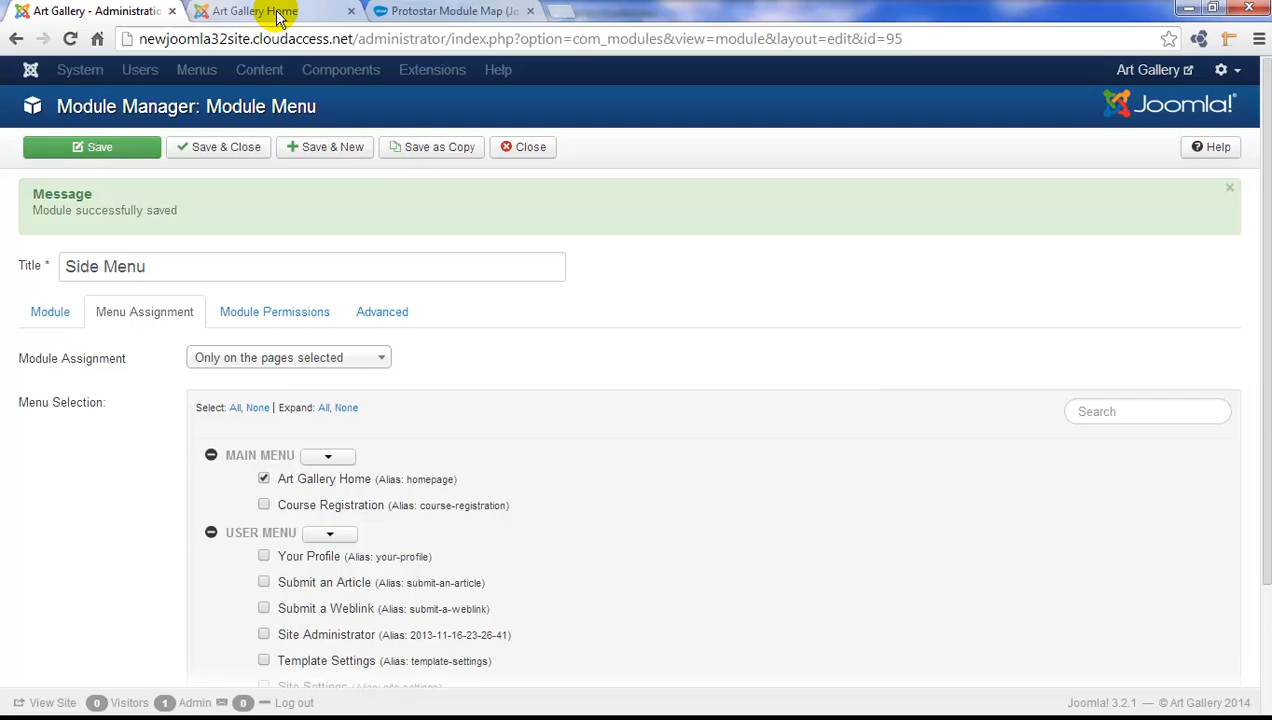 Art Gallery - Administratio
Art Gallery Home
Protostar Module Map (Jo
newjoomla32site.cloudaccess.net/administrator/index.php?option=com_modules&view=module&layout=edit&id=95
System Users Menus Content Components Extensions Help
Art Gallery
Module Manager: Module Menu
Joomla!
Save
Save & Close
Save & New
Save as Copy
Close
Help
Message
Module successfully saved
Title *
Side Menu
Module
Menu Assignment
Module Permissions
Advanced
Module Assignment
Only on the pages selected
Menu Selection:
Select: All, None | Expand: All, None
Search
MAIN MENU
Art Gallery Home (Alias: homepage)
Course Registration (Alias: course-registration)
USER MENU
Your Profile (Alias: your-profile)
Submit an Article (Alias: submit-an-article)
Submit a Weblink (Alias: submit-a-weblink)
Site Administrator (Alias: 2013-11-16-23-26-41)
Template Settings (Alias: template-settings)
Site Settings (Alias: site-settings)
View Site 0 Visitors 1 Admin 0 Log out
Joomla! 3.2.1 — © Art Gallery 2014